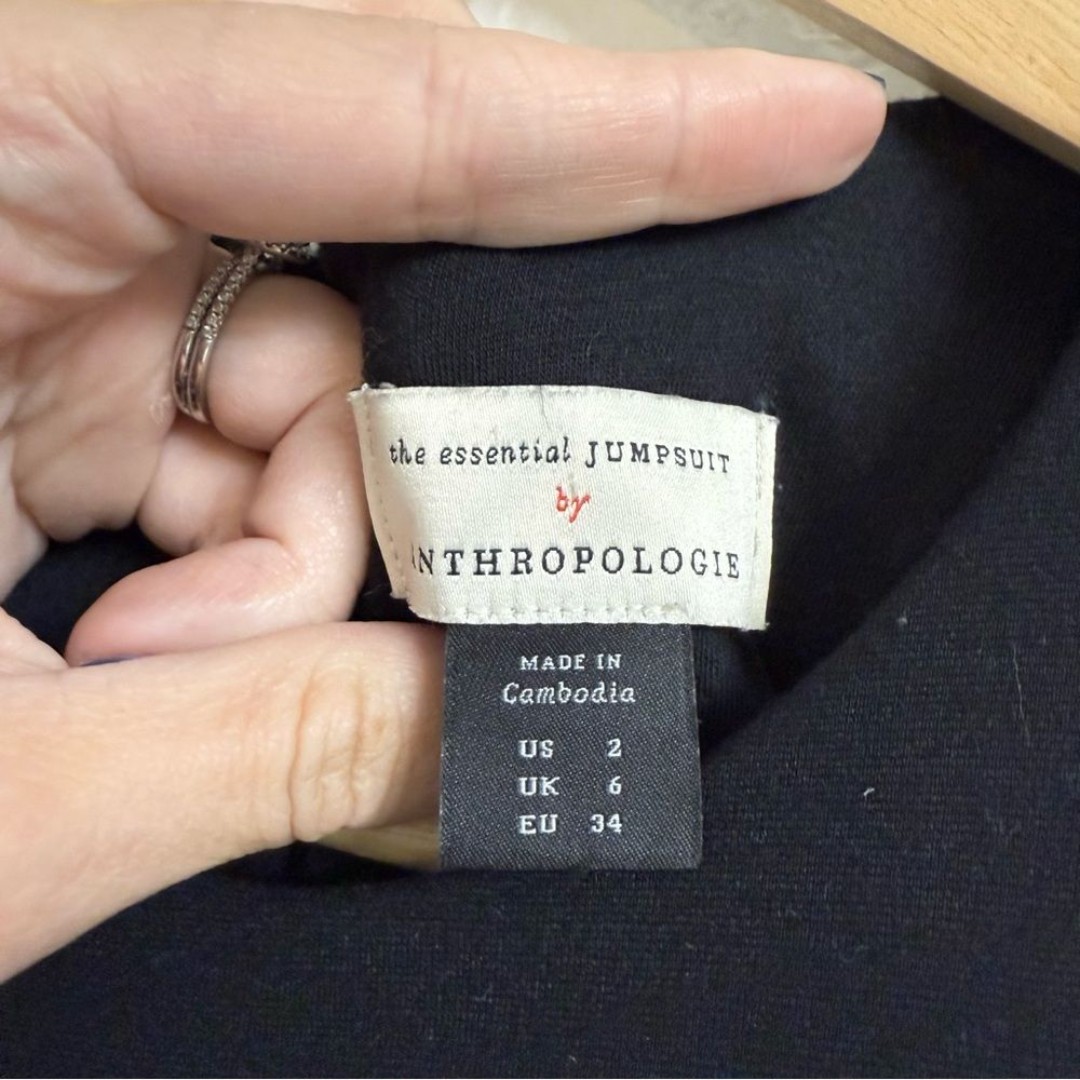 the essential JUMPSUIT
by
ANTHROPOLOGIE
MADE IN
Cambodia
US 2
UK 6
EU 34